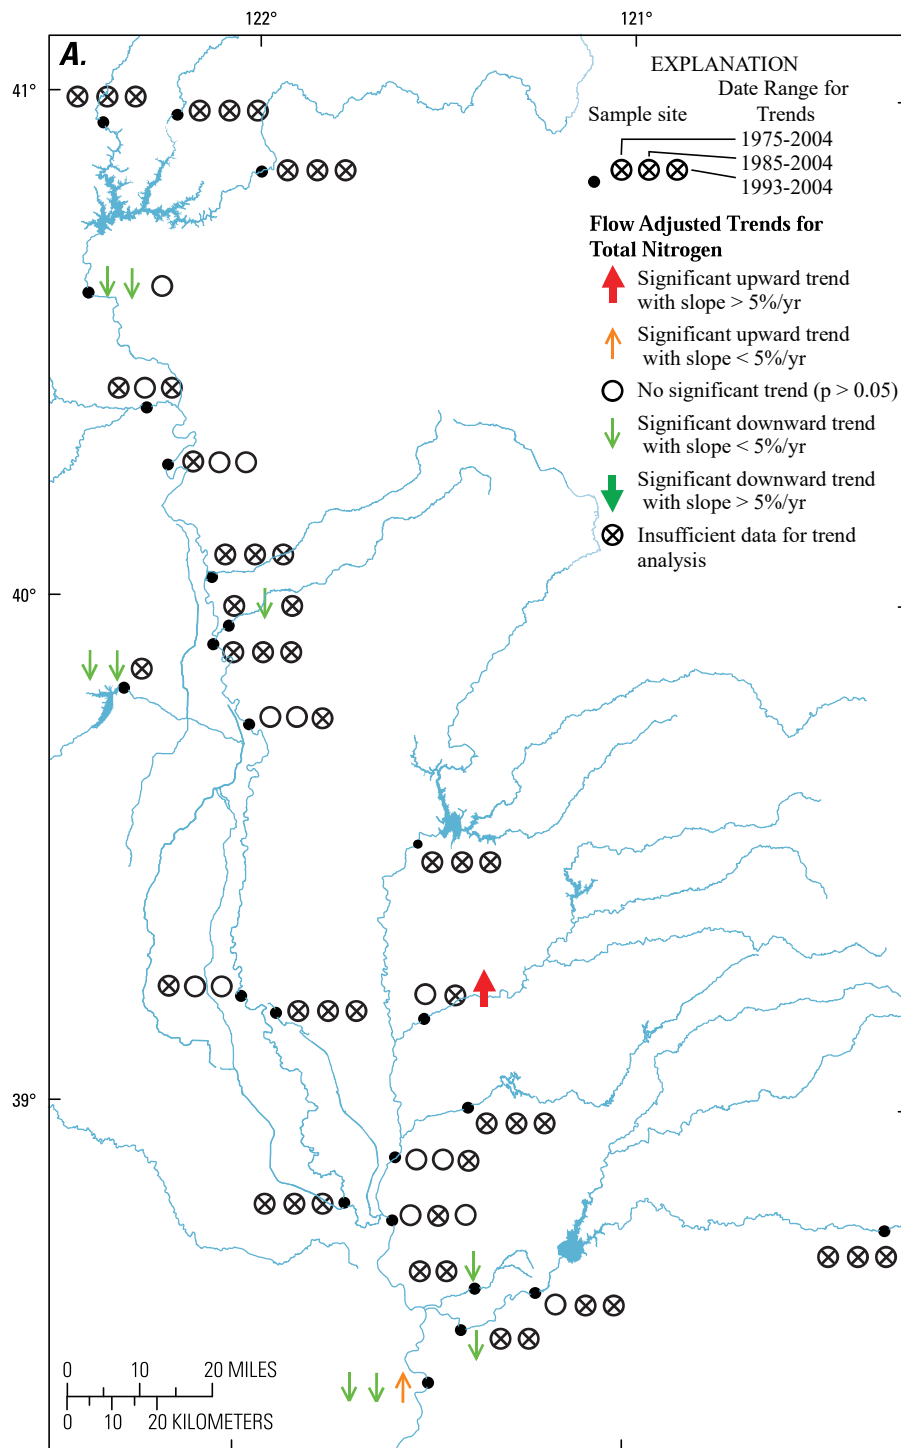 122°
121°
A.
41°
EXPLANATION
Date Range for
Sample site
Trends
1975-2004
1985-2004
1993-2004
Flow Adjusted Trends for
Total Nitrogen
Significant upward trend
with slope > 5%/yr
Significant upward trend
with slope < 5%/yr
No significant trend (p > 0.05)
Significant downward trend
with slope < 5%/yr
Significant downward trend
with slope > 5%/yr
Insufficient data for trend
analysis
40°
39°
0 10 20 MILES
0 10 20 KILOMETERS